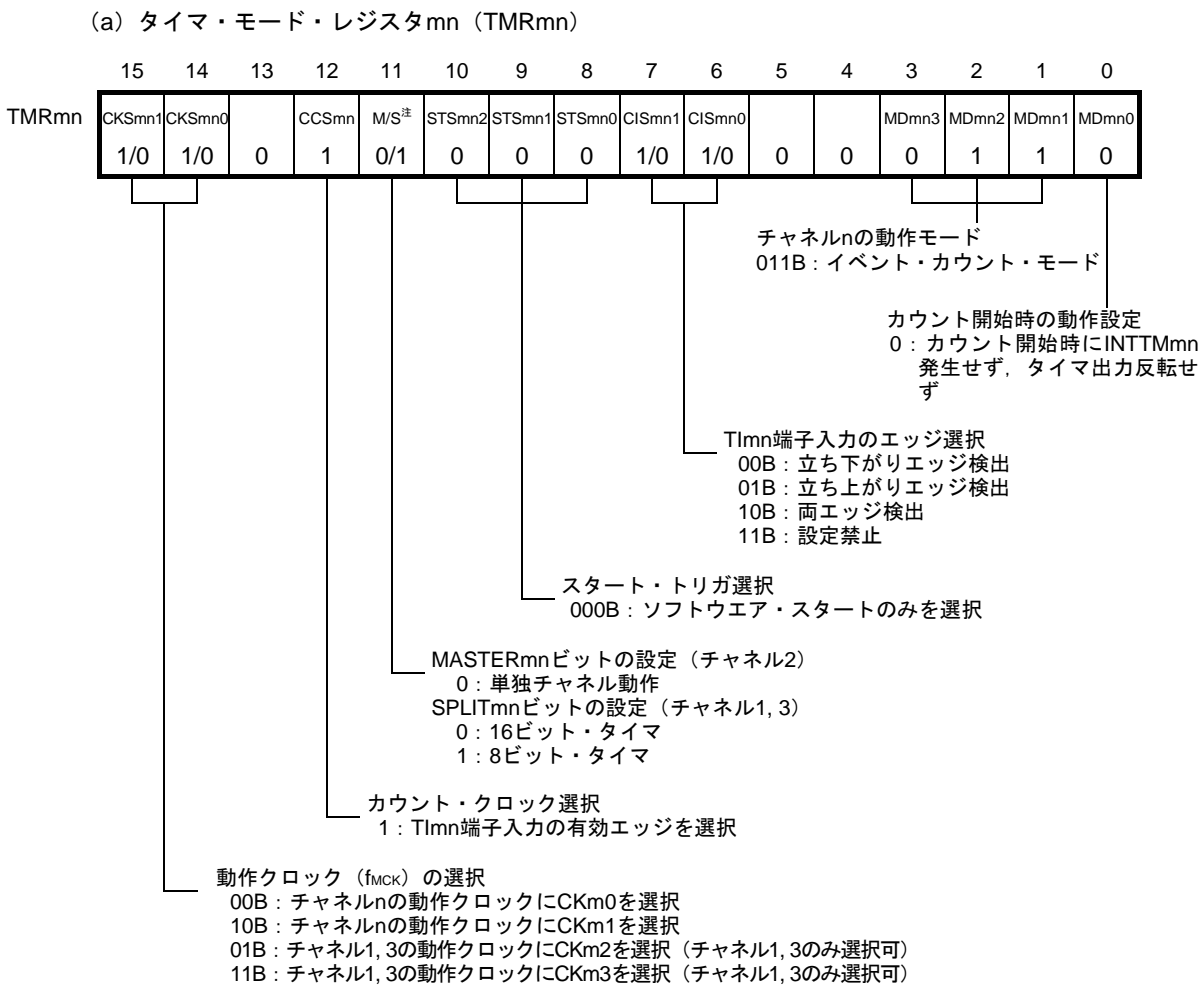 (a) タイマ・モード・レジスタmn（TMRmn）
15 14 13 12 11 10 9 8 7 6 5 4 3 2 1 0
TMRmn CKSmn1 CKSmn0 CCSmn M/S注 STSmn2 STSmn1 STSmn0 CISmn1 CISmn0 MDmn3 MDmn2 MDmn1 MDmn0
1/0 1/0 0 1 0/1 0 0 0 1/0 1/0 0 0 0 1 1 0
チャネルnの動作モード
011B：イベント・カウント・モード
カウント開始時の動作設定
0：カウント開始時にINTTMmn
発生せず，タイマ出力反転せ
ず
TImn端子入力のエッジ選択
00B：立ち下がりエッジ検出
01B：立ち上がりエッジ検出
10B：両エッジ検出
11B：設定禁止
スタート・トリガ選択
000B：ソフトウエア・スタートのみを選択
MASTERmnビットの設定（チャネル2）
0：単独チャネル動作
SPLITmnビットの設定（チャネル1, 3）
0：16ビット・タイマ
1：8ビット・タイマ
カウント・クロック選択
1：TImn端子入力の有効エッジを選択
動作クロック（fMCK）の選択
00B：チャネルnの動作クロックにCKm0を選択
10B：チャネルnの動作クロックにCKm1を選択
01B：チャネル1, 3の動作クロックにCKm2を選択（チャネル1, 3のみ選択可）
11B：チャネル1, 3の動作クロックにCKm3を選択（チャネル1, 3のみ選択可）